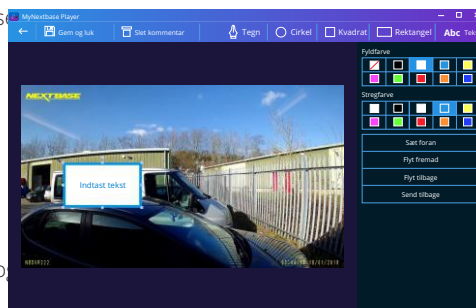 MyNextbase Player
Gem og luk
Slet kommentar
Tegn
Cirkel
Kvadrat
Rektangel
Abc
Fyldfarve
NEXTBASE
Stregfarve
Sæt foran
Flyt fremad
Flyt tilbage
Send tilbage
Indtast tekst